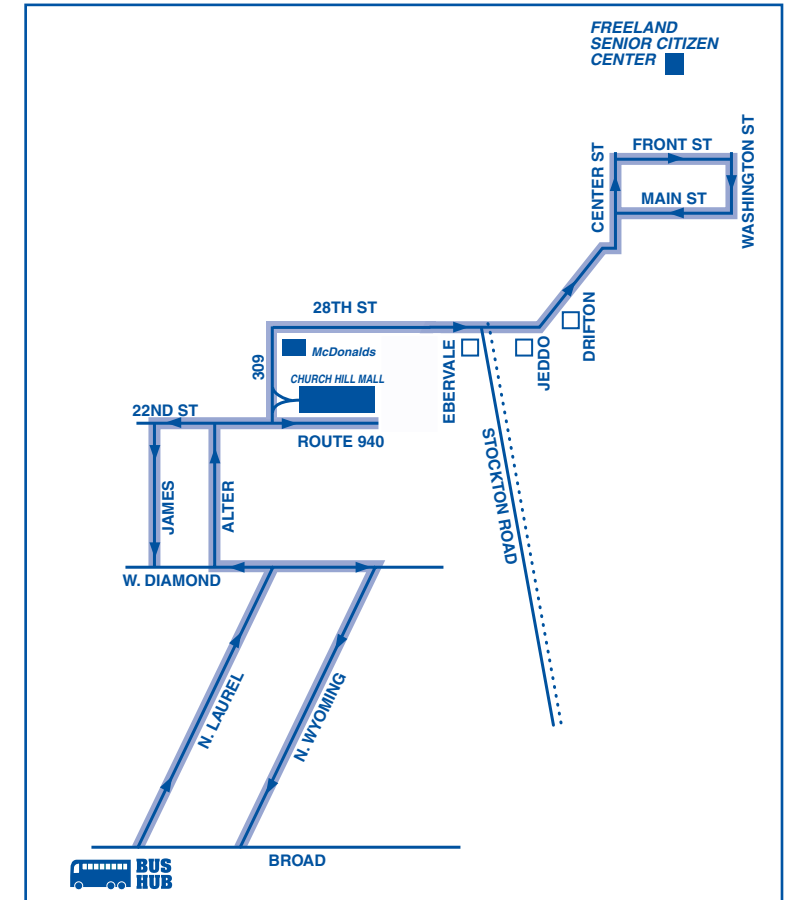 FREELAND
SENIOR CITIZEN
CENTER
FRONT ST
WASHINGTON ST
CENTER ST
MAIN ST
28TH ST
DRIFTON
McDonalds
309
EBERVALE
JEDDO
CHURCH HILL MALL
22ND ST
ROUTE 940
STOCKTON ROAD
JAMES
ALTER
W. DIAMOND
N. LAUREL
N. WYOMING
BROAD
BUS
HUB